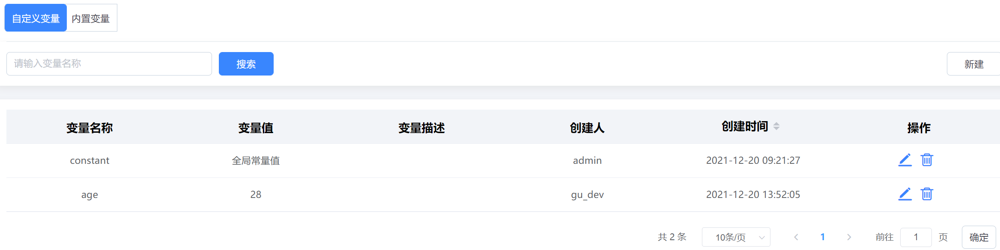 自定义变量 内置变量
请输入变量名称 搜索 新建
变量名称 变量值 变量描述 创建人 创建时间 操作
constant 全局常量值 admin 2021-12-20 09:21:27
age 28 gu_dev 2021-12-20 13:52:05
共 2 条 10条/页 1 前往 1 页 确定